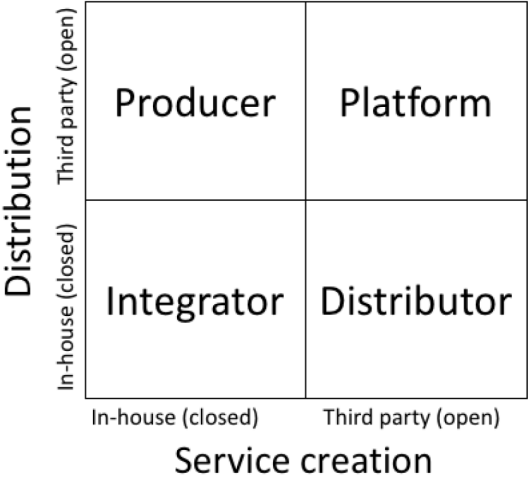 Distribution
Third party (open)
In-house (closed)
Producer
Platform
Integrator
Distributor
In-house (closed)
Third party (open)
Service creation